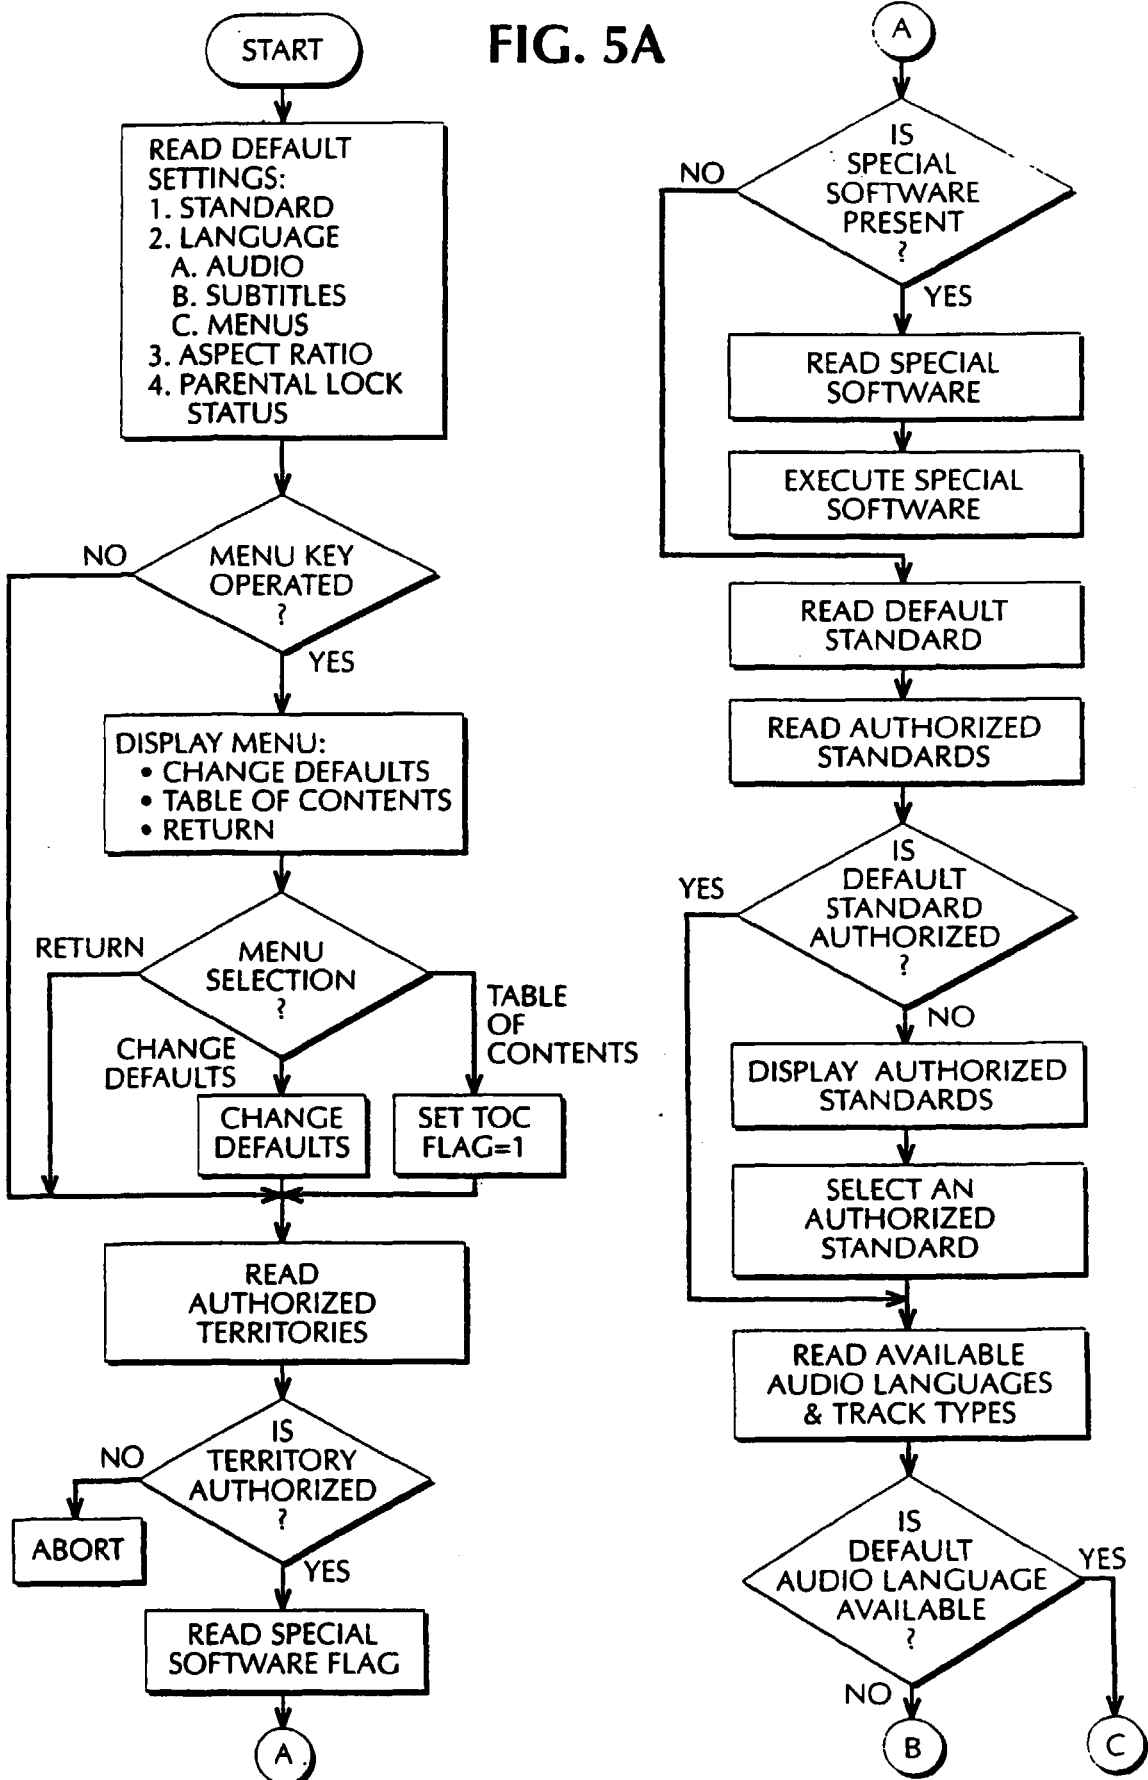 FIG. 5A
START
READ DEFAULT
SETTINGS:
1. STANDARD
2. LANGUAGE
A. AUDIO
B. SUBTITLES
C. MENUS
3. ASPECT RATIO
4. PARENTAL LOCK
STATUS
NO
MENU KEY
OPERATED
?
YES
DISPLAY MENU:
• CHANGE DEFAULTS
• TABLE OF CONTENTS
• RETURN
RETURN
MENU
SELECTION
?
TABLE
OF
CONTENTS
CHANGE
DEFAULTS
CHANGE
DEFAULTS
SET TOC
FLAG=1
READ
AUTHORIZED
TERRITORIES
NO
IS
TERRITORY
AUTHORIZED
?
ABORT
YES
READ SPECIAL
SOFTWARE FLAG
A
A
NO
IS
SPECIAL
SOFTWARE
PRESENT
?
YES
READ SPECIAL
SOFTWARE
EXECUTE SPECIAL
SOFTWARE
READ DEFAULT
STANDARD
READ AUTHORIZED
STANDARDS
YES
IS
DEFAULT
STANDARD
AUTHORIZED
?
NO
DISPLAY AUTHORIZED
STANDARDS
SELECT AN
AUTHORIZED
STANDARD
READ AVAILABLE
AUDIO LANGUAGES
& TRACK TYPES
IS
DEFAULT
AUDIO LANGUAGE
AVAILABLE
?
YES
NO
B
C